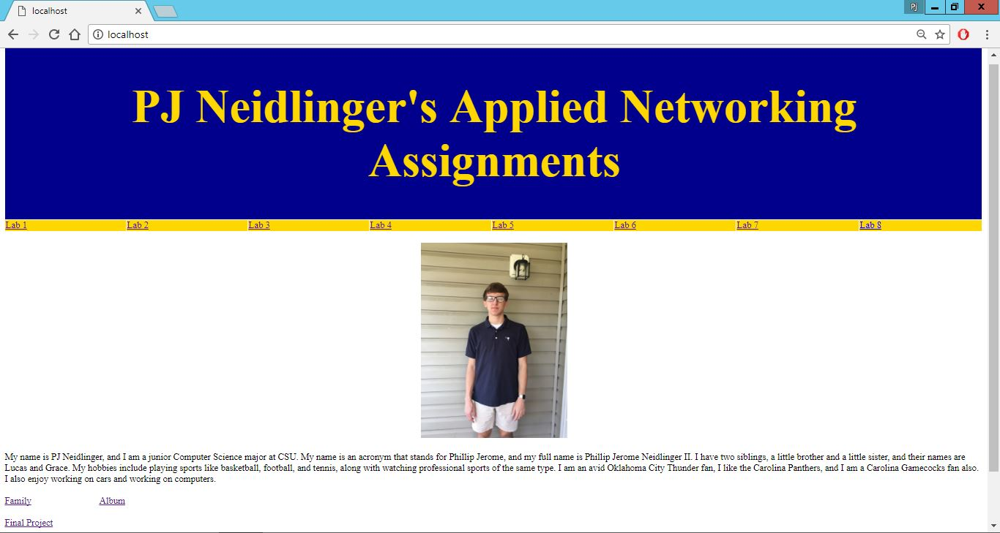 localhost
Pj
localhost
PJ Neidlinger's Applied Networking
Assignments
Lab 1 Lab 2 Lab 3 Lab 4 Lab 5 Lab 6 Lab 7 Lab 8
My name is PJ Neidlinger, and I am a junior Computer Science major at CSU. My name is an acronym that stands for Phillip Jerome, and my full name is Phillip Jerome Neidlinger II. I have two siblings, a little brother and a little sister, and their names are
Lucas and Grace. My hobbies include playing sports like basketball, football, and tennis, along with watching professional sports of the same type. I am an avid Oklahoma City Thunder fan, I like the Carolina Panthers, and I am a Carolina Gamecocks fan also.
I also enjoy working on cars and working on computers.
Family Album
Final Project